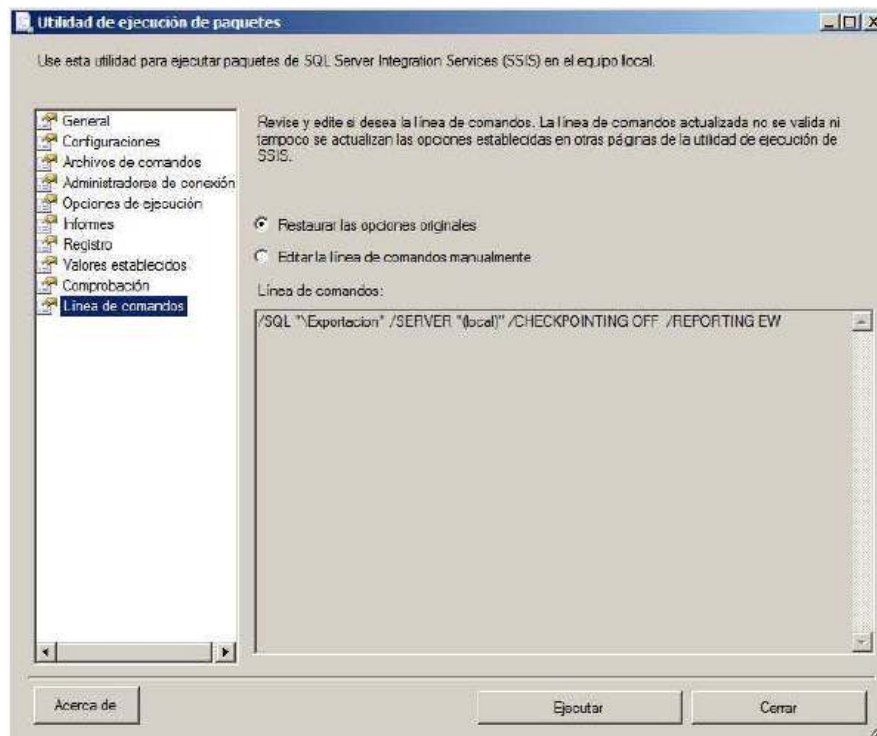 Utilidad de ejecución de paquetes
Use esta utilidad para ejecutar paquetes de SQL Server Integration Services (SSIS) en el equipo local.
General
Configuraciones
Archivos de comandos
Administradores de conexión
Opciones de ejecución
Informes
Registro
Valores establecidos
Comprobación
Línea de comandos
Revise y edite si desea la línea de comandos. La línea de comandos actualizada no se valida ni
tampoco se actualizan las opciones establecidas en otras páginas de la utilidad de ejecución de
SSIS.
Restaurar las opciones originales
Editar la línea de comandos manualmente
Línea de comandos:
/SQL "\Exportacion" /SERVER "(local)" /CHECKPOINTING OFF /REPORTING EW
Acerca de
Ejecutar
Cerrar